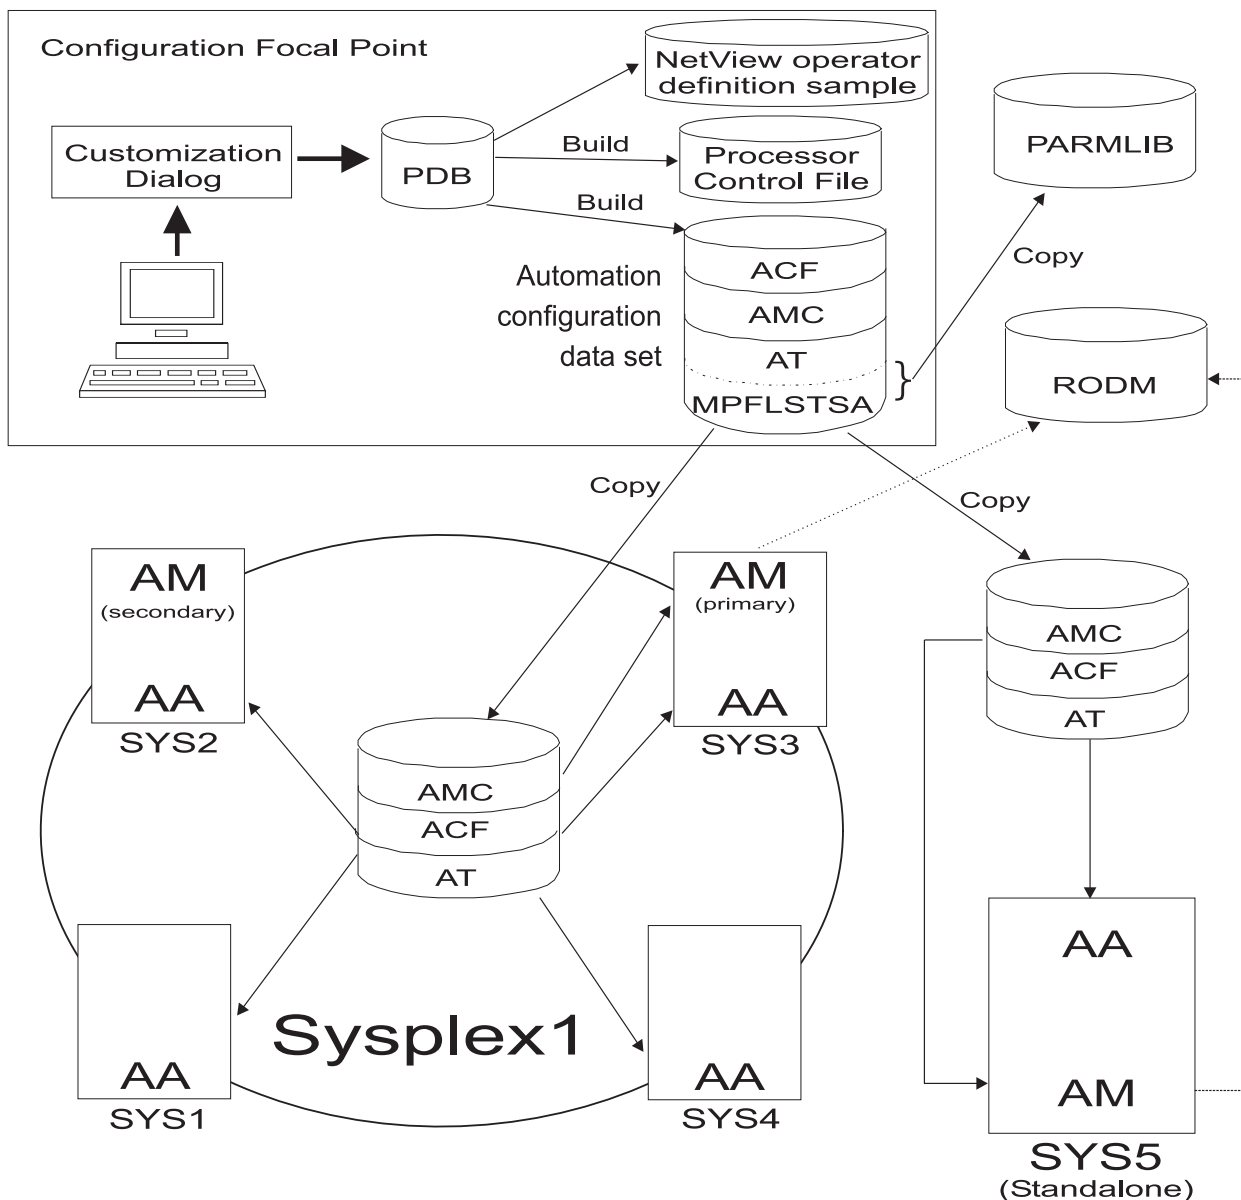 Configuration Focal Point
NetView operator
definition sample
Customization
Dialog
PDB
Build
Processor
Control File
Build
PARMLIB
Automation
configuration
data set
ACF
AMC
AT
MPFLSTSA
Copy
RODM
Copy
Copy
AM
(secondary)
AA
SYS2
AM
(primary)
AA
SYS3
AMC
ACF
AT
AMC
ACF
AT
Sysplex1
AA
SYS1
AA
SYS4
AA
AM
SYS5
(Standalone)